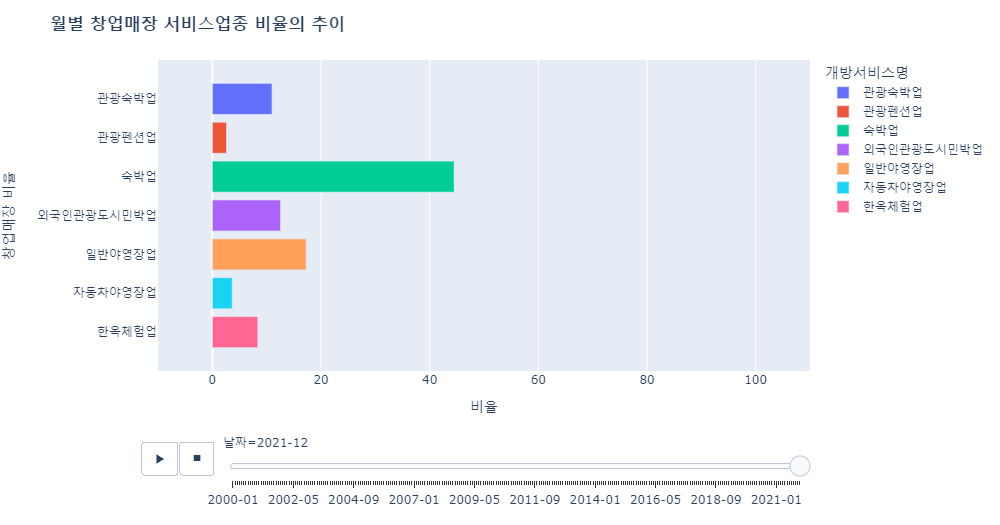 월별 창업매장 서비스업종 비율의 추이
창업매장 비율
관광숙박업
관광펜션업
숙박업
외국인관광도시민박업
일반야영장업
자동차야영장업
한옥체험업
0 20 40 60 80 100
비율
개방서비스명
관광숙박업
관광펜션업
숙박업
외국인관광도시민박업
일반야영장업
자동차야영장업
한옥체험업
날짜=2021-12
2000-01 2002-05 2004-09 2007-01 2009-05 2011-09 2014-01 2016-05 2018-09 2021-01